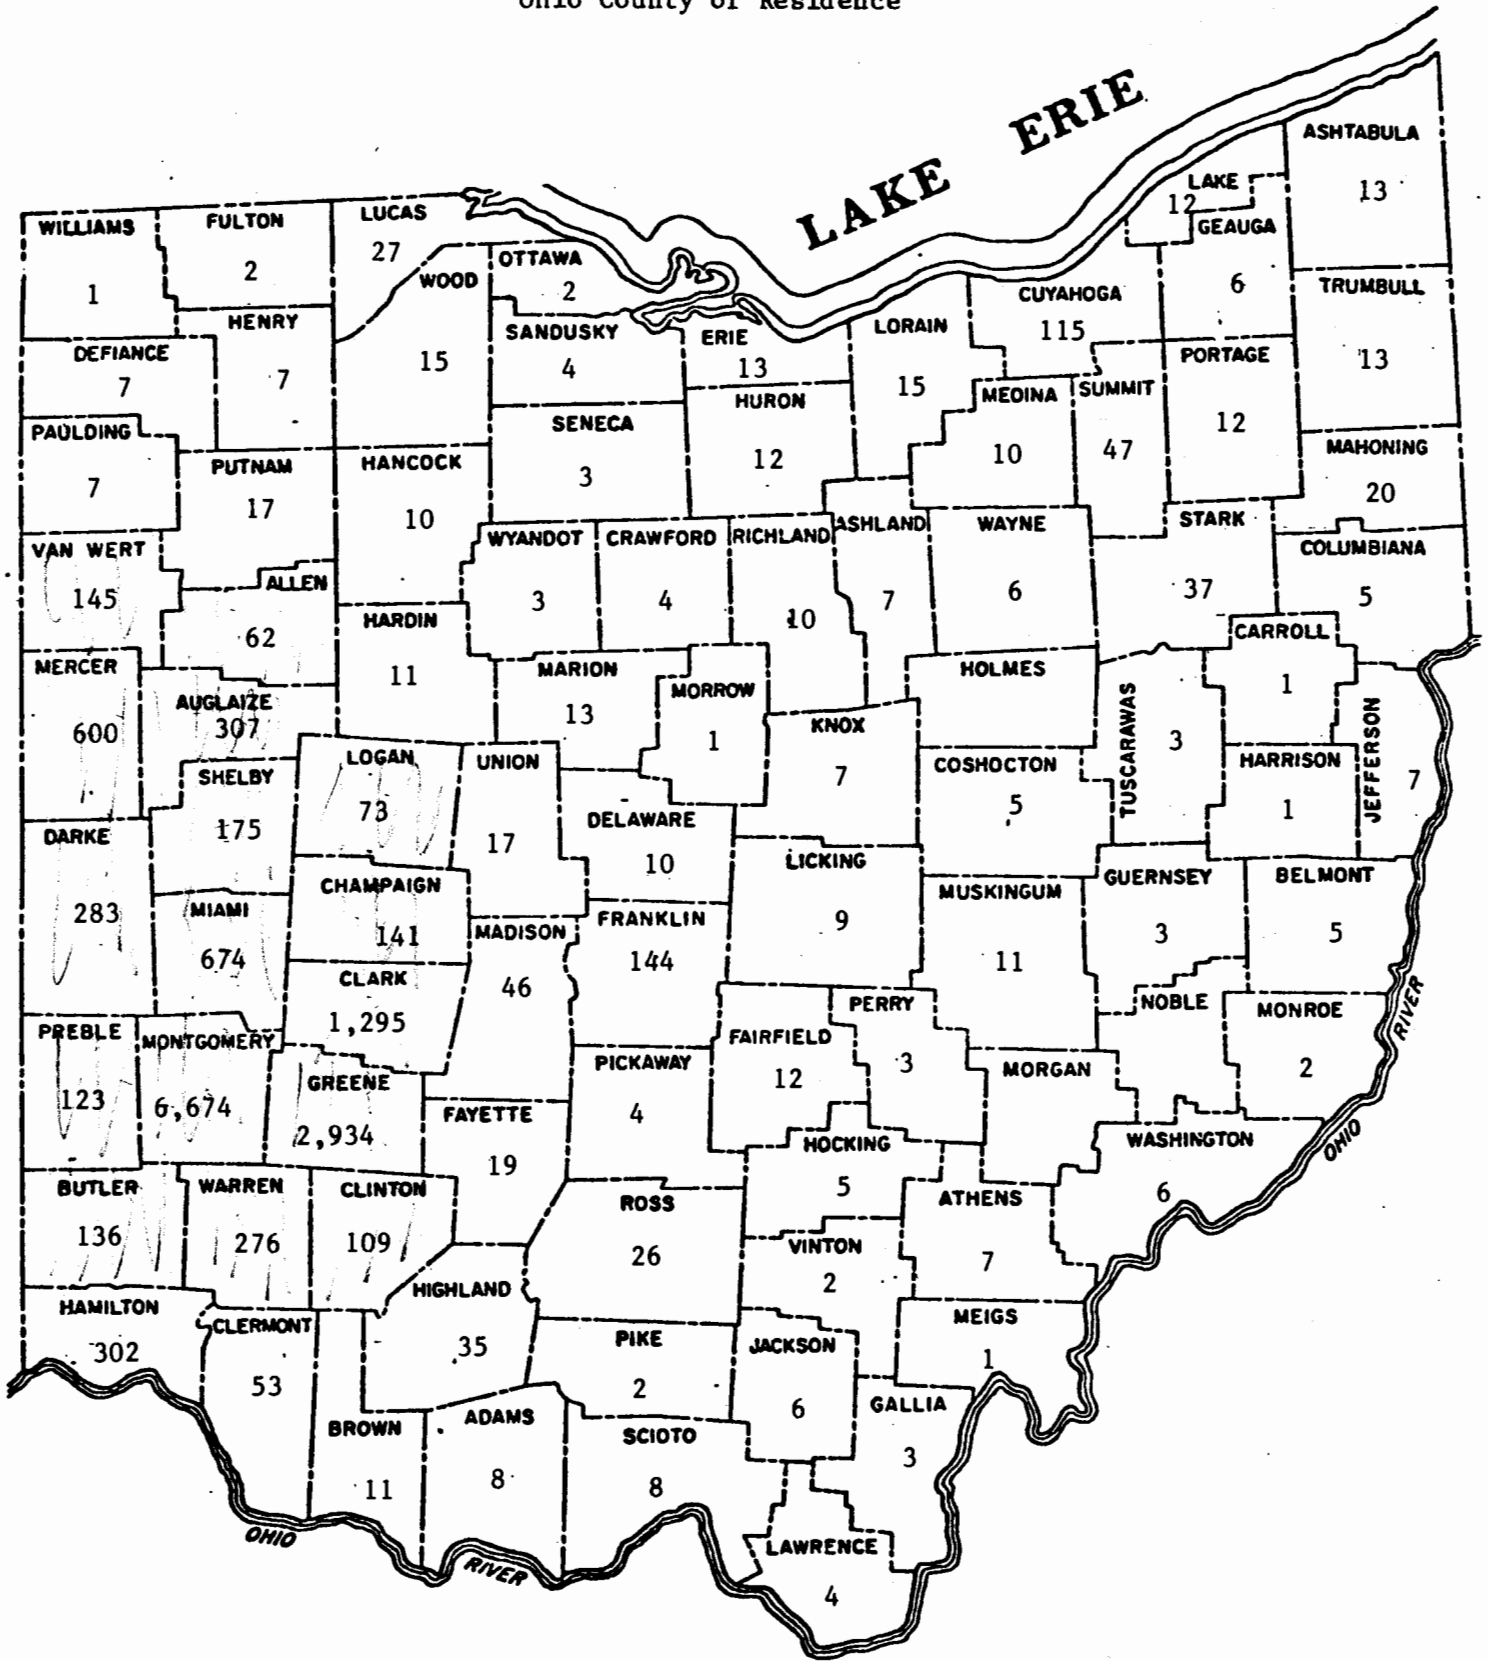 Ohio County of Residence
LAKE ERIE
ASHTABULA
13
LAKE
12
GEAUGA
6
WILLIAMS
1
FULTON
2
LUCAS
27
WOOD
15
OTTAWA
2
SANDUSKY
4
ERIE
13
LORAIN
15
CUYAHOGA
115
TRUMBULL
13
HENRY
7
DEFIANCE
7
PORTAGE
12
MEDINA
10
SUMMIT
47
HURON
12
SENECA
3
PAULDING
7
PUTNAM
17
HANCOCK
10
MAHONING
20
VAN WERT
145
ALLEN
62
WYANDOT
3
CRAWFORD
4
RICHLAND
10
ASHLAND
7
WAYNE
6
STARK
37
COLUMBIANA
5
HARDIN
11
CARROLL
1
MERCER
600
AUGLAIZE
307
MARION
13
MORROW
1
HOLMES
TUSCARAWAS
3
JEFFERSON
7
KNOX
7
LOGAN
73
UNION
17
SHELBY
175
COSHOCTON
5
HARRISON
1
DARKE
283
DELAWARE
10
LICKING
9
CHAMPAIGN
141
MIAMI
674
MUSKINGUM
11
GUERNSEY
3
BELMONT
5
MADISON
46
FRANKLIN
144
CLARK
1,295
PERRY
3
NOBLE
MONROE
2
RIVER
PREBLE
123
MONTGOMERY
6,674
GREENE
2,934
FAIRFIELD
12
PICKAWAY
4
MORGAN
FAYETTE
19
HOCKING
5
WASHINGTON
6
OHIO
BUTLER
136
WARREN
276
CLINTON
109
ROSS
26
ATHENS
7
VINTON
2
HIGHLAND
35
HAMILTON
302
CLERMONT
53
PIKE
2
JACKSON
6
MEIGS
1
GALLIA
3
BROWN
11
ADAMS
8
SCIOTO
8
OHIO
RIVER
LAWRENCE
4